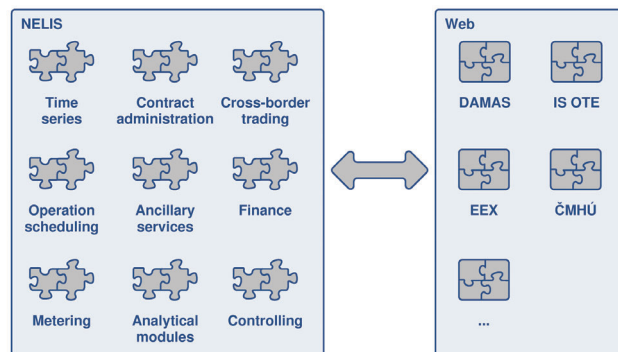 NELIS
Time
series
Contract
administration
Cross-border
trading
Operation
scheduling
Ancillary
services
Finance
Metering
Analytical
modules
Controlling
Web
DAMAS
IS OTE
EEX
ČMHÚ
...